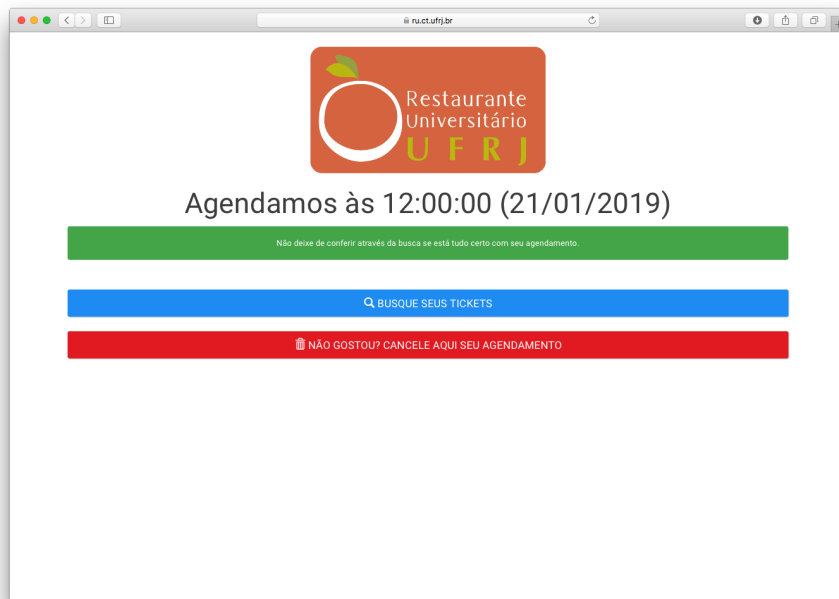 ru.ct.ufrj.br
Restaurante
Universitário
UFRJ
Agendamos às 12:00:00 (21/01/2019)
Não deixe de conferir através da busca se está tudo certo com seu agendamento.
BUSQUE SEUS TICKETS
NÃO GOSTOU? CANCELE AQUI SEU AGENDAMENTO